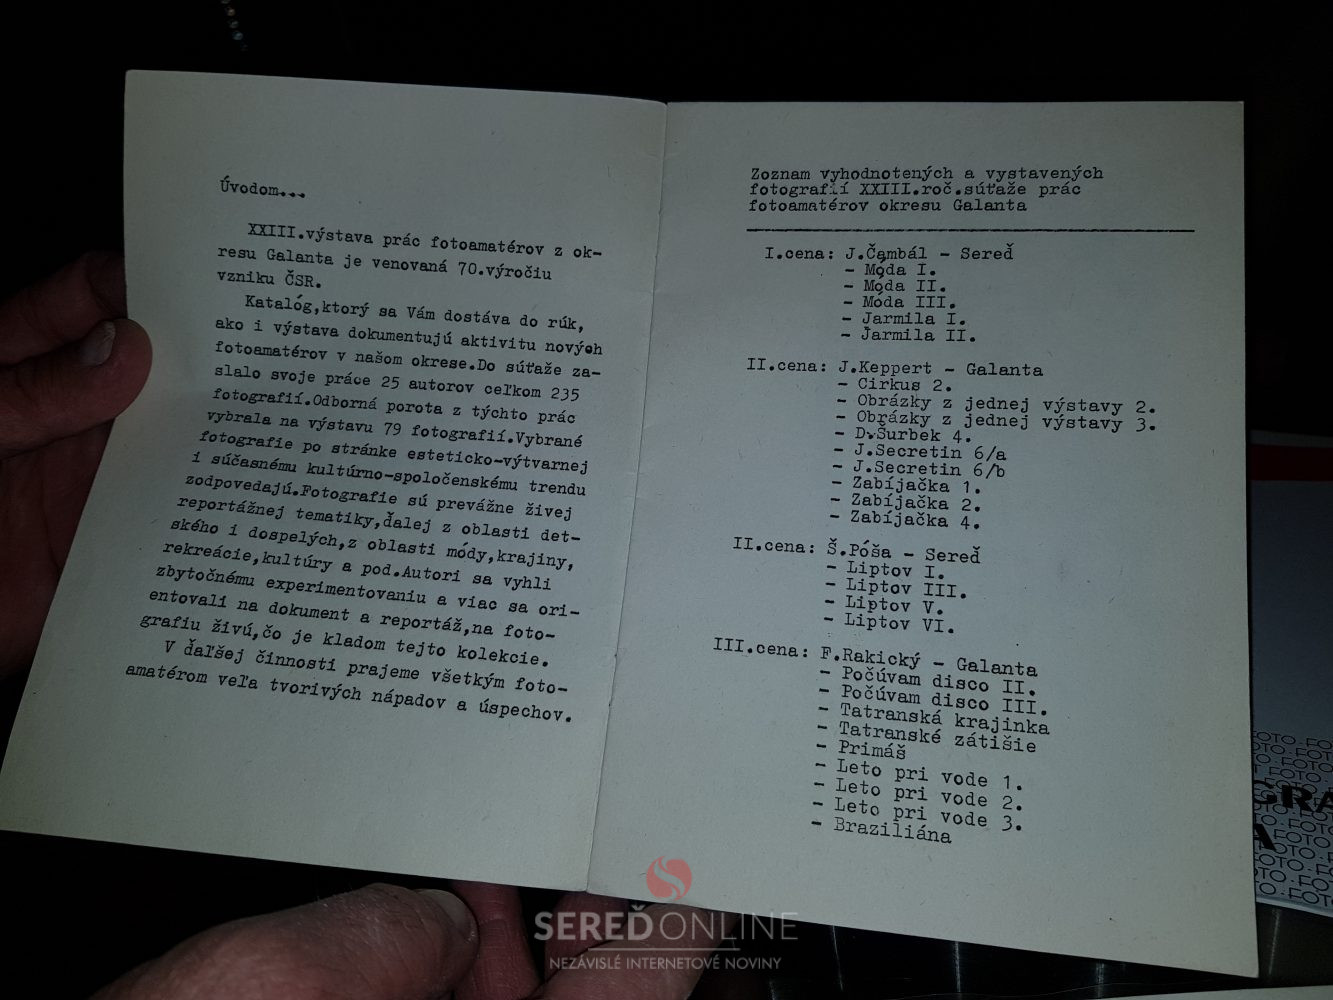 Úvodom...
XXIII.výstava prác fotoamatérov z ok-
resu Galanta je venovaná 70.výročiu
vzniku ČSR.
Katalóg,ktorý sa Vám dostáva do rúk,
ako i výstava dokumentujú aktivitu nových
fotoamatérov v našom okrese.Do súťaže za-
slalo svoje práce 25 autorov celkom 235
fotografií.Odborná porota z týchto prác
vybrala na výstavu 79 fotografií.Vybrané
fotografie po stránke esteticko-výtvarnej
i súčasnému kultúrno-spoločenskému trendu
zodpovedajú.Fotografie sú prevážne živej
reportážnej tematiky,ďalej z oblasti det-
ského i dospelých,z oblasti módy,krajiny,
rekreácie,kultúry a pod.Autori sa vyhli
zbytočnému experimentovaniu a viac sa ori-
entovali na dokument a reportáž,na foto-
grafiu živú,čo je kladom tejto kolekcie.
V ďaľšej činnosti prajeme všetkým foto-
amatérom veľa tvorivých nápadov a úspechov.
Zoznam vyhodnotených a vystavených
fotografií XXIII.roč.súťaže prác
fotoamatérov okresu Galanta
I.cena: J.Čambál - Sereď
- Móda I.
- Móda II.
- Móda III.
- Jarmila I.
- Jarmila II.
II.cena: J.Keppert - Galanta
- Cirkus 2.
- Obrázky z jednej výstavy 2.
- Obrázky z jednej výstavy 3.
- D.Šurbek 4.
- J.Secretin 6/a
- J.Secretin 6/b
- Zabíjačka 1.
- Zabíjačka 2.
- Zabíjačka 4.
II.cena: Š.Póša - Sereď
- Liptov I.
- Liptov III.
- Liptov V.
- Liptov VI.
III.cena: F.Rakický - Galanta
- Počúvam disco II.
- Počúvam disco III.
- Tatranská krajinka
- Tatranské zátišie
- Primáš
- Leto pri vode 1.
- Leto pri vode 2.
- Leto pri vode 3.
- Braziliána
SEREĎONLINE
NEZÁVISLÉ INTERNETOVÉ NOVINY